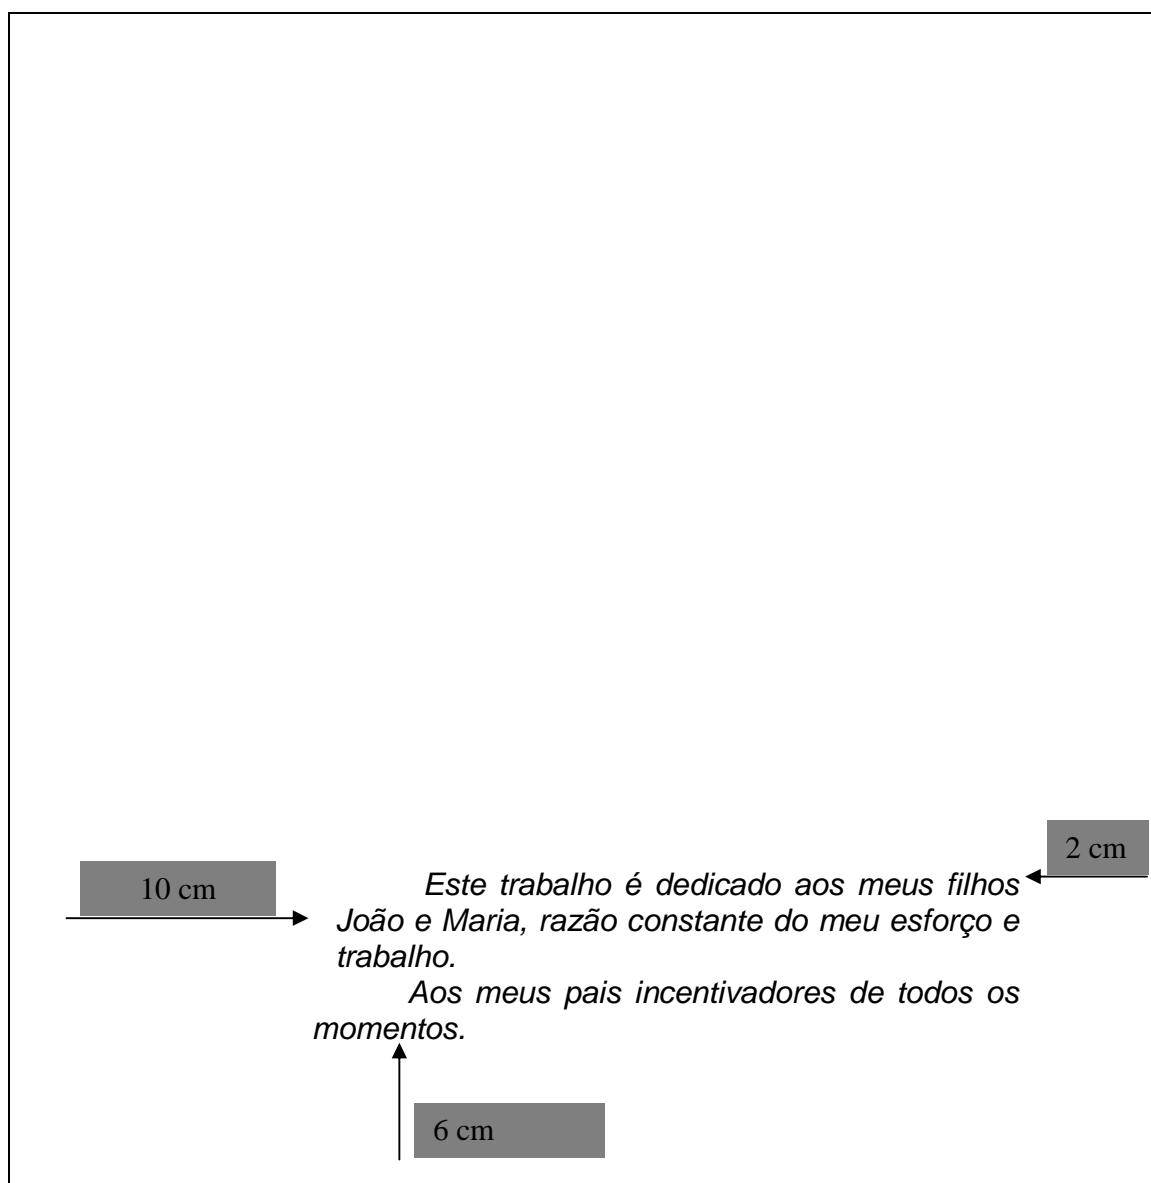 2 cm
10 cm
Este trabalho é dedicado aos meus filhos
João e Maria, razão constante do meu esforço e
trabalho.
Aos meus pais incentivadores de todos os
momentos.
6 cm